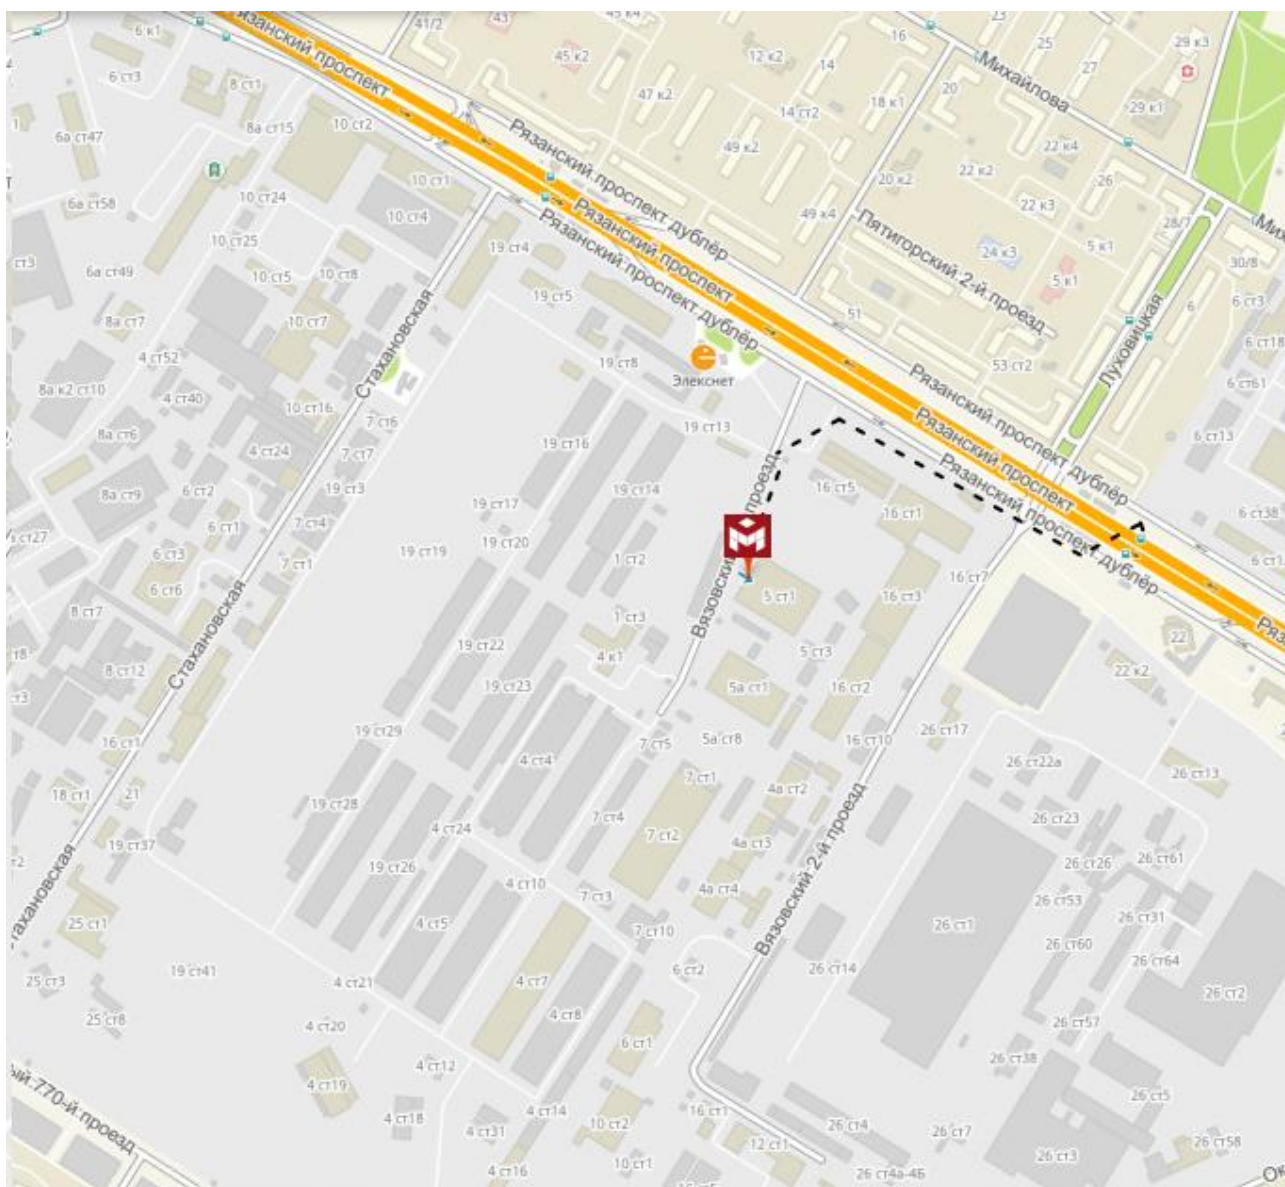 6 к1
Рязанский проспект
41/2
43
45 к4
45 к2
12 к2
16
23
25
29 к3
6 ст3
8 ст1
14
27
Михайлова
47 к2
20
8а ст15
10 ст2
14 ст2
18 к1
29 к1
6а ст47
Рязанский проспект дублёр
49 к2
22 к4
10 ст1
20 к2
22 к2
26
6а ст58
10 ст24
10 ст4
Рязанский проспект
49 к4
22 к3
28/7
10 ст25
19 ст4
Рязанский проспект дублёр
Пятигорский 2-й проезд
24 к3
5 к1
ст3
6а ст49
10 ст5
10 ст8
19 ст5
5 к1
30/8
6 ст3
8а ст7
10 ст7
Стахановская
51
6
Луховицкая
4 ст52
19 ст8
Элекснет
53 ст2
6 ст18
8а к2 ст10
4 ст40
10 ст16
Рязанский проспект дублёр
6 ст61
8а ст6
7 ст6
19 ст13
Рязанский проспект
6 ст13
4 ст24
7 ст7
19 ст16
Рязанский проспект дублёр
8а ст9
6 ст2
19 ст3
19 ст17
19 ст14
16 ст5
ст27
6 ст1
7 ст4
19 ст20
16 ст1
6 ст38
6 ст3
7 ст1
19 ст19
1 ст2
Вязовский проезд
16 ст7
6 ст6
5 ст1
16 ст3
8 ст7
1 ст3
22
Стахановская
19 ст22
4 к1
5 ст3
8 ст12
19 ст23
5а ст1
16 ст2
22 к2
16 ст1
19 ст29
7 ст5
5а ст8
16 ст10
26 ст17
4 ст4
7 ст1
4а ст2
26 ст22а
26 ст13
18 ст1
21
19 ст28
7 ст4
26 ст23
19 ст37
4 ст24
7 ст2
4а ст3
Вязовский 2-й проезд
26 ст26
26 ст61
19 ст26
4 ст10
7 ст3
4а ст4
26 ст53
25 ст1
4 ст5
7 ст10
26 ст1
26 ст31
26 ст60
26 ст64
25 ст3
19 ст41
4 ст21
4 ст7
6 ст2
26 ст14
26 ст2
25 ст8
4 ст20
4 ст8
26 ст57
6 ст1
26 ст38
4 ст19
4 ст12
26 ст5
770-й проезд
4 ст18
4 ст31
4 ст14
10 ст2
16 ст1
12 ст1
26 ст4
26 ст7
26 ст58
4 ст16
10 ст1
26 ст4а-4Б
26 ст3